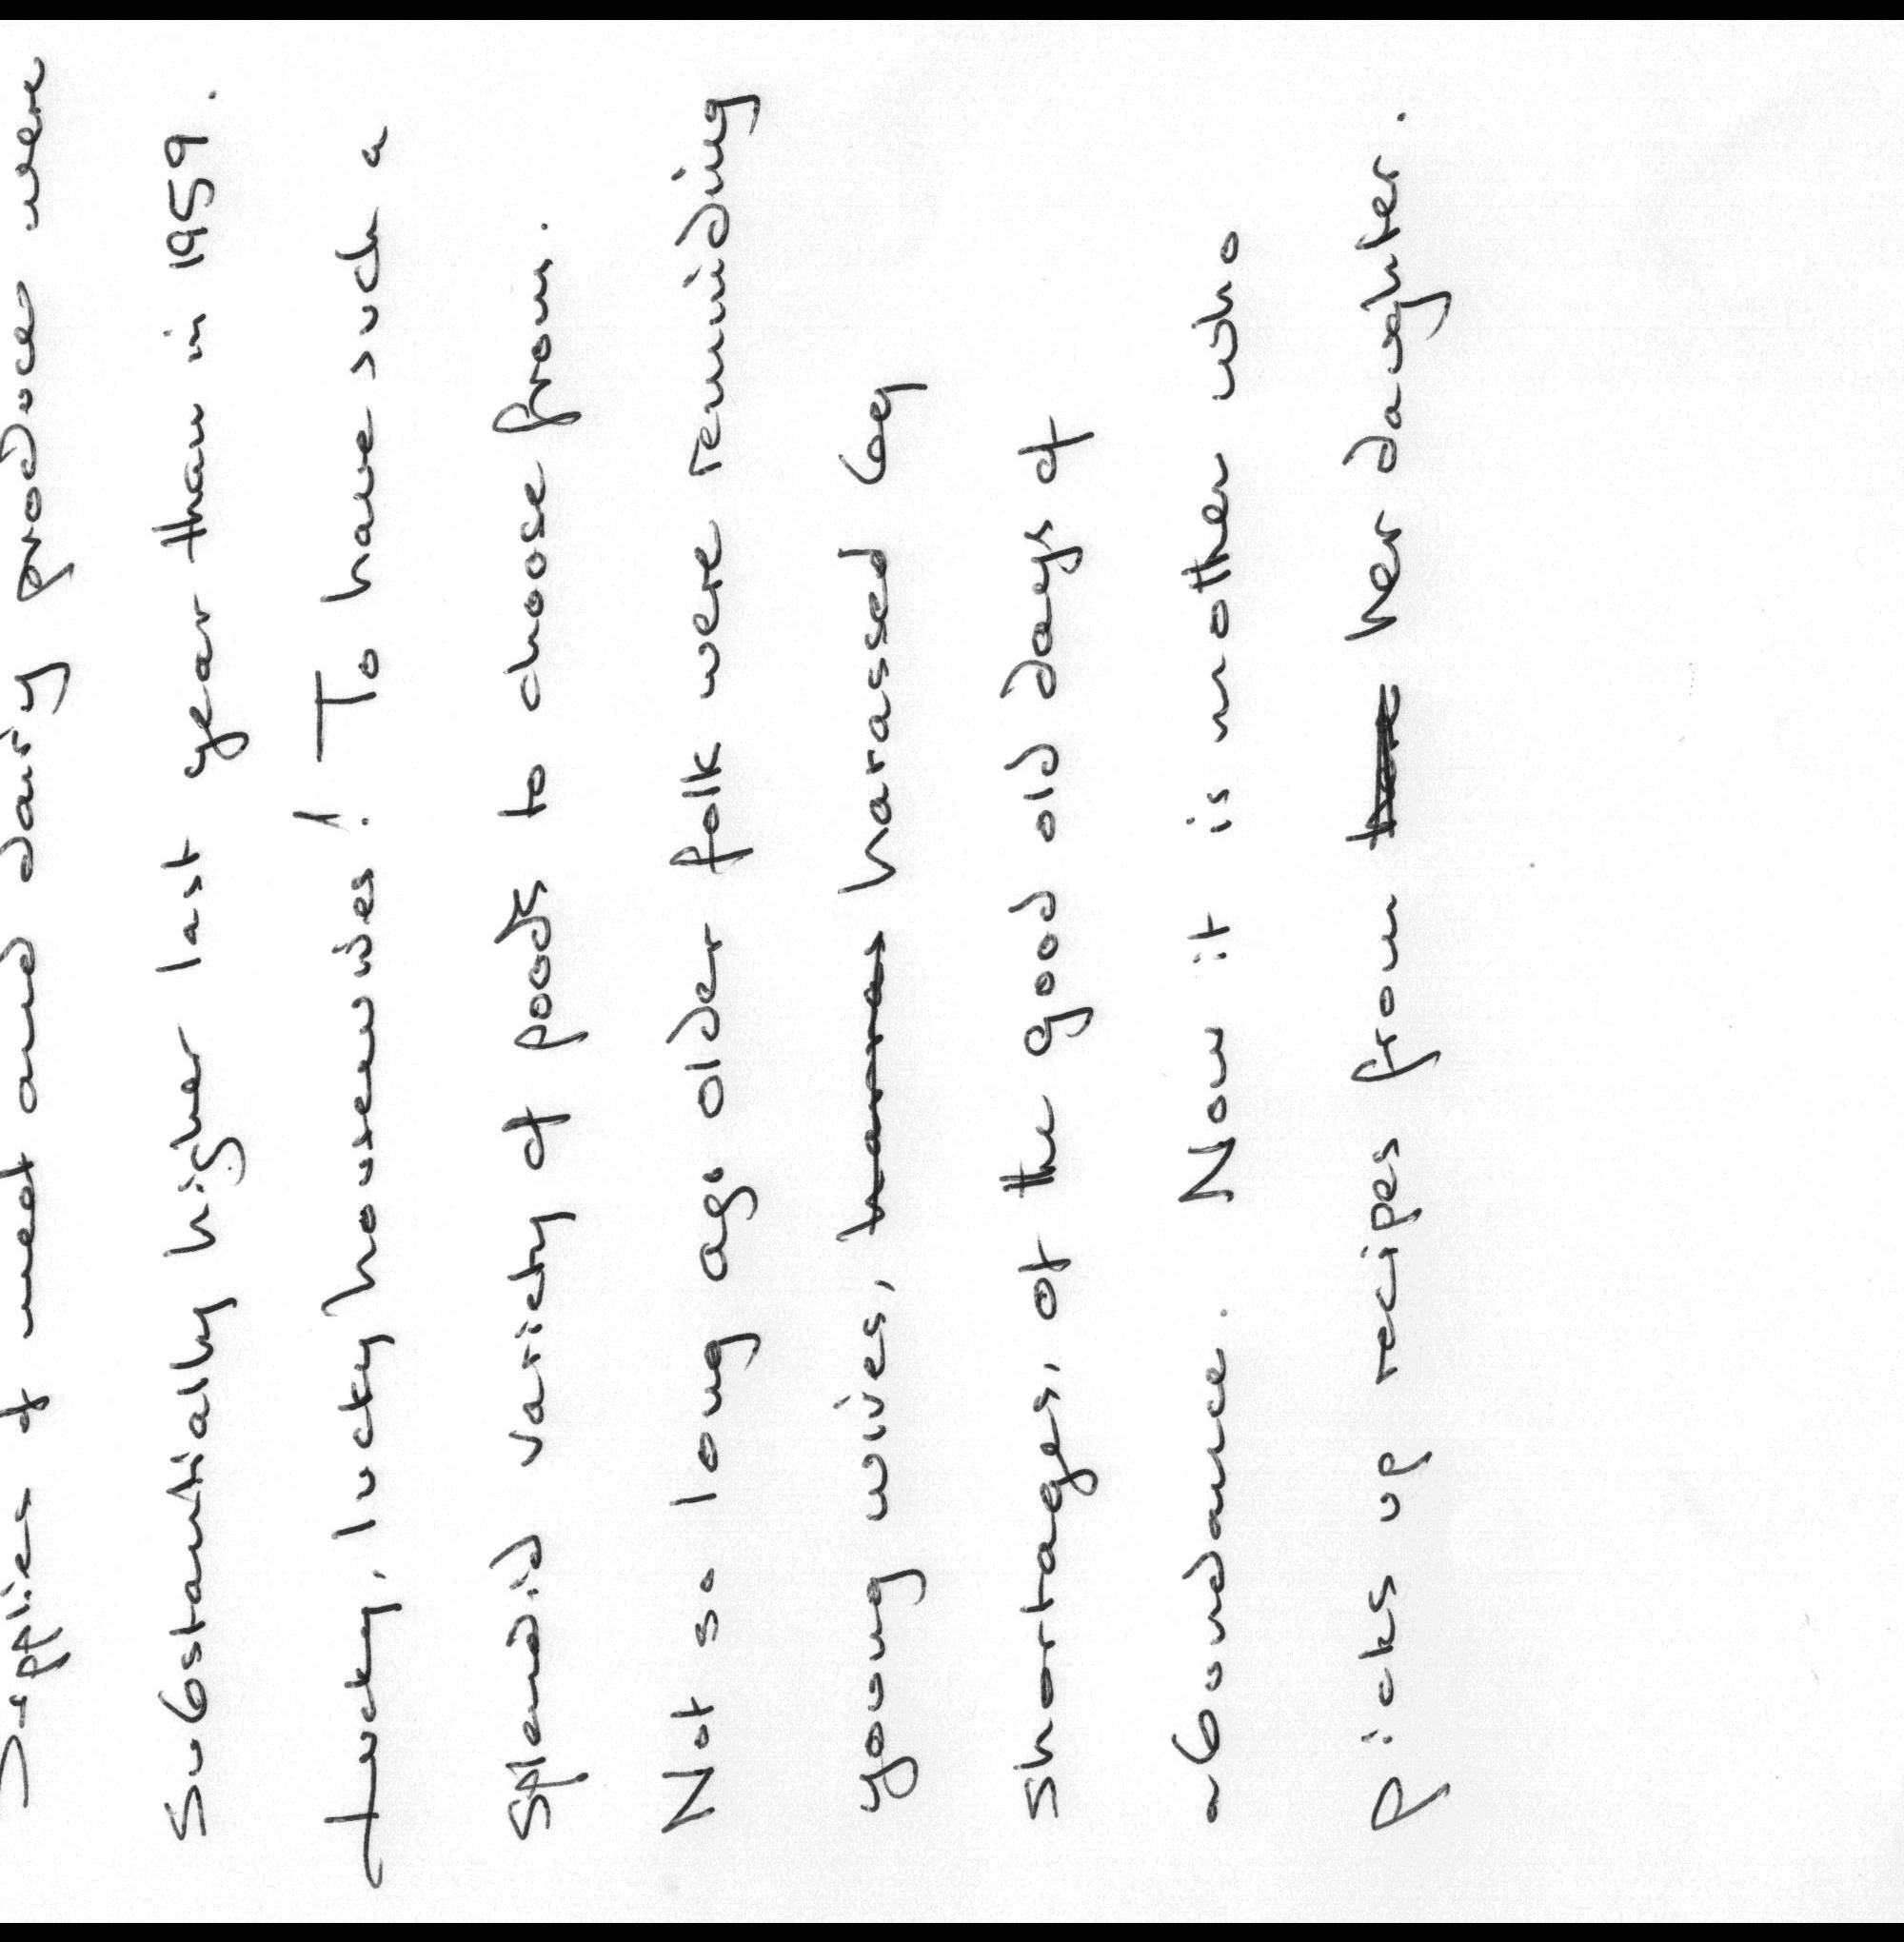 Supplies of meat and dairy produce were
substantially higher last year than in 1959.
Lucky, lucky housewives! To have such a
splendid variety of foods to choose from.
Not so long ago older folk were reminding
young wives, harras harassed by
shortages, of the good old days of
abundance. Now it is mother who
picks up recipes from her daughter.